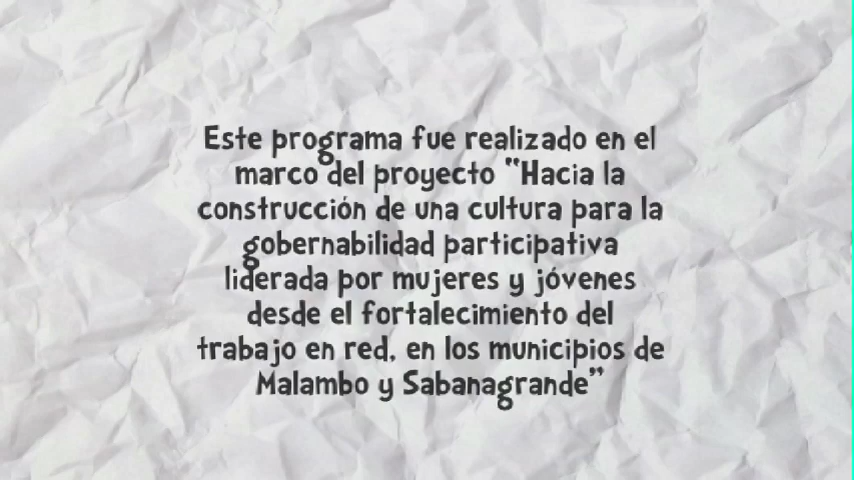 Este programa fue realizado en el
marco del proyecto "Hacia la
construcción de una cultura para la
gobernabilidad participativa
liderada por mujeres y jóvenes
desde el fortalecimiento del
trabajo en red, en los municipios de
Malambo y Sabanagrande"